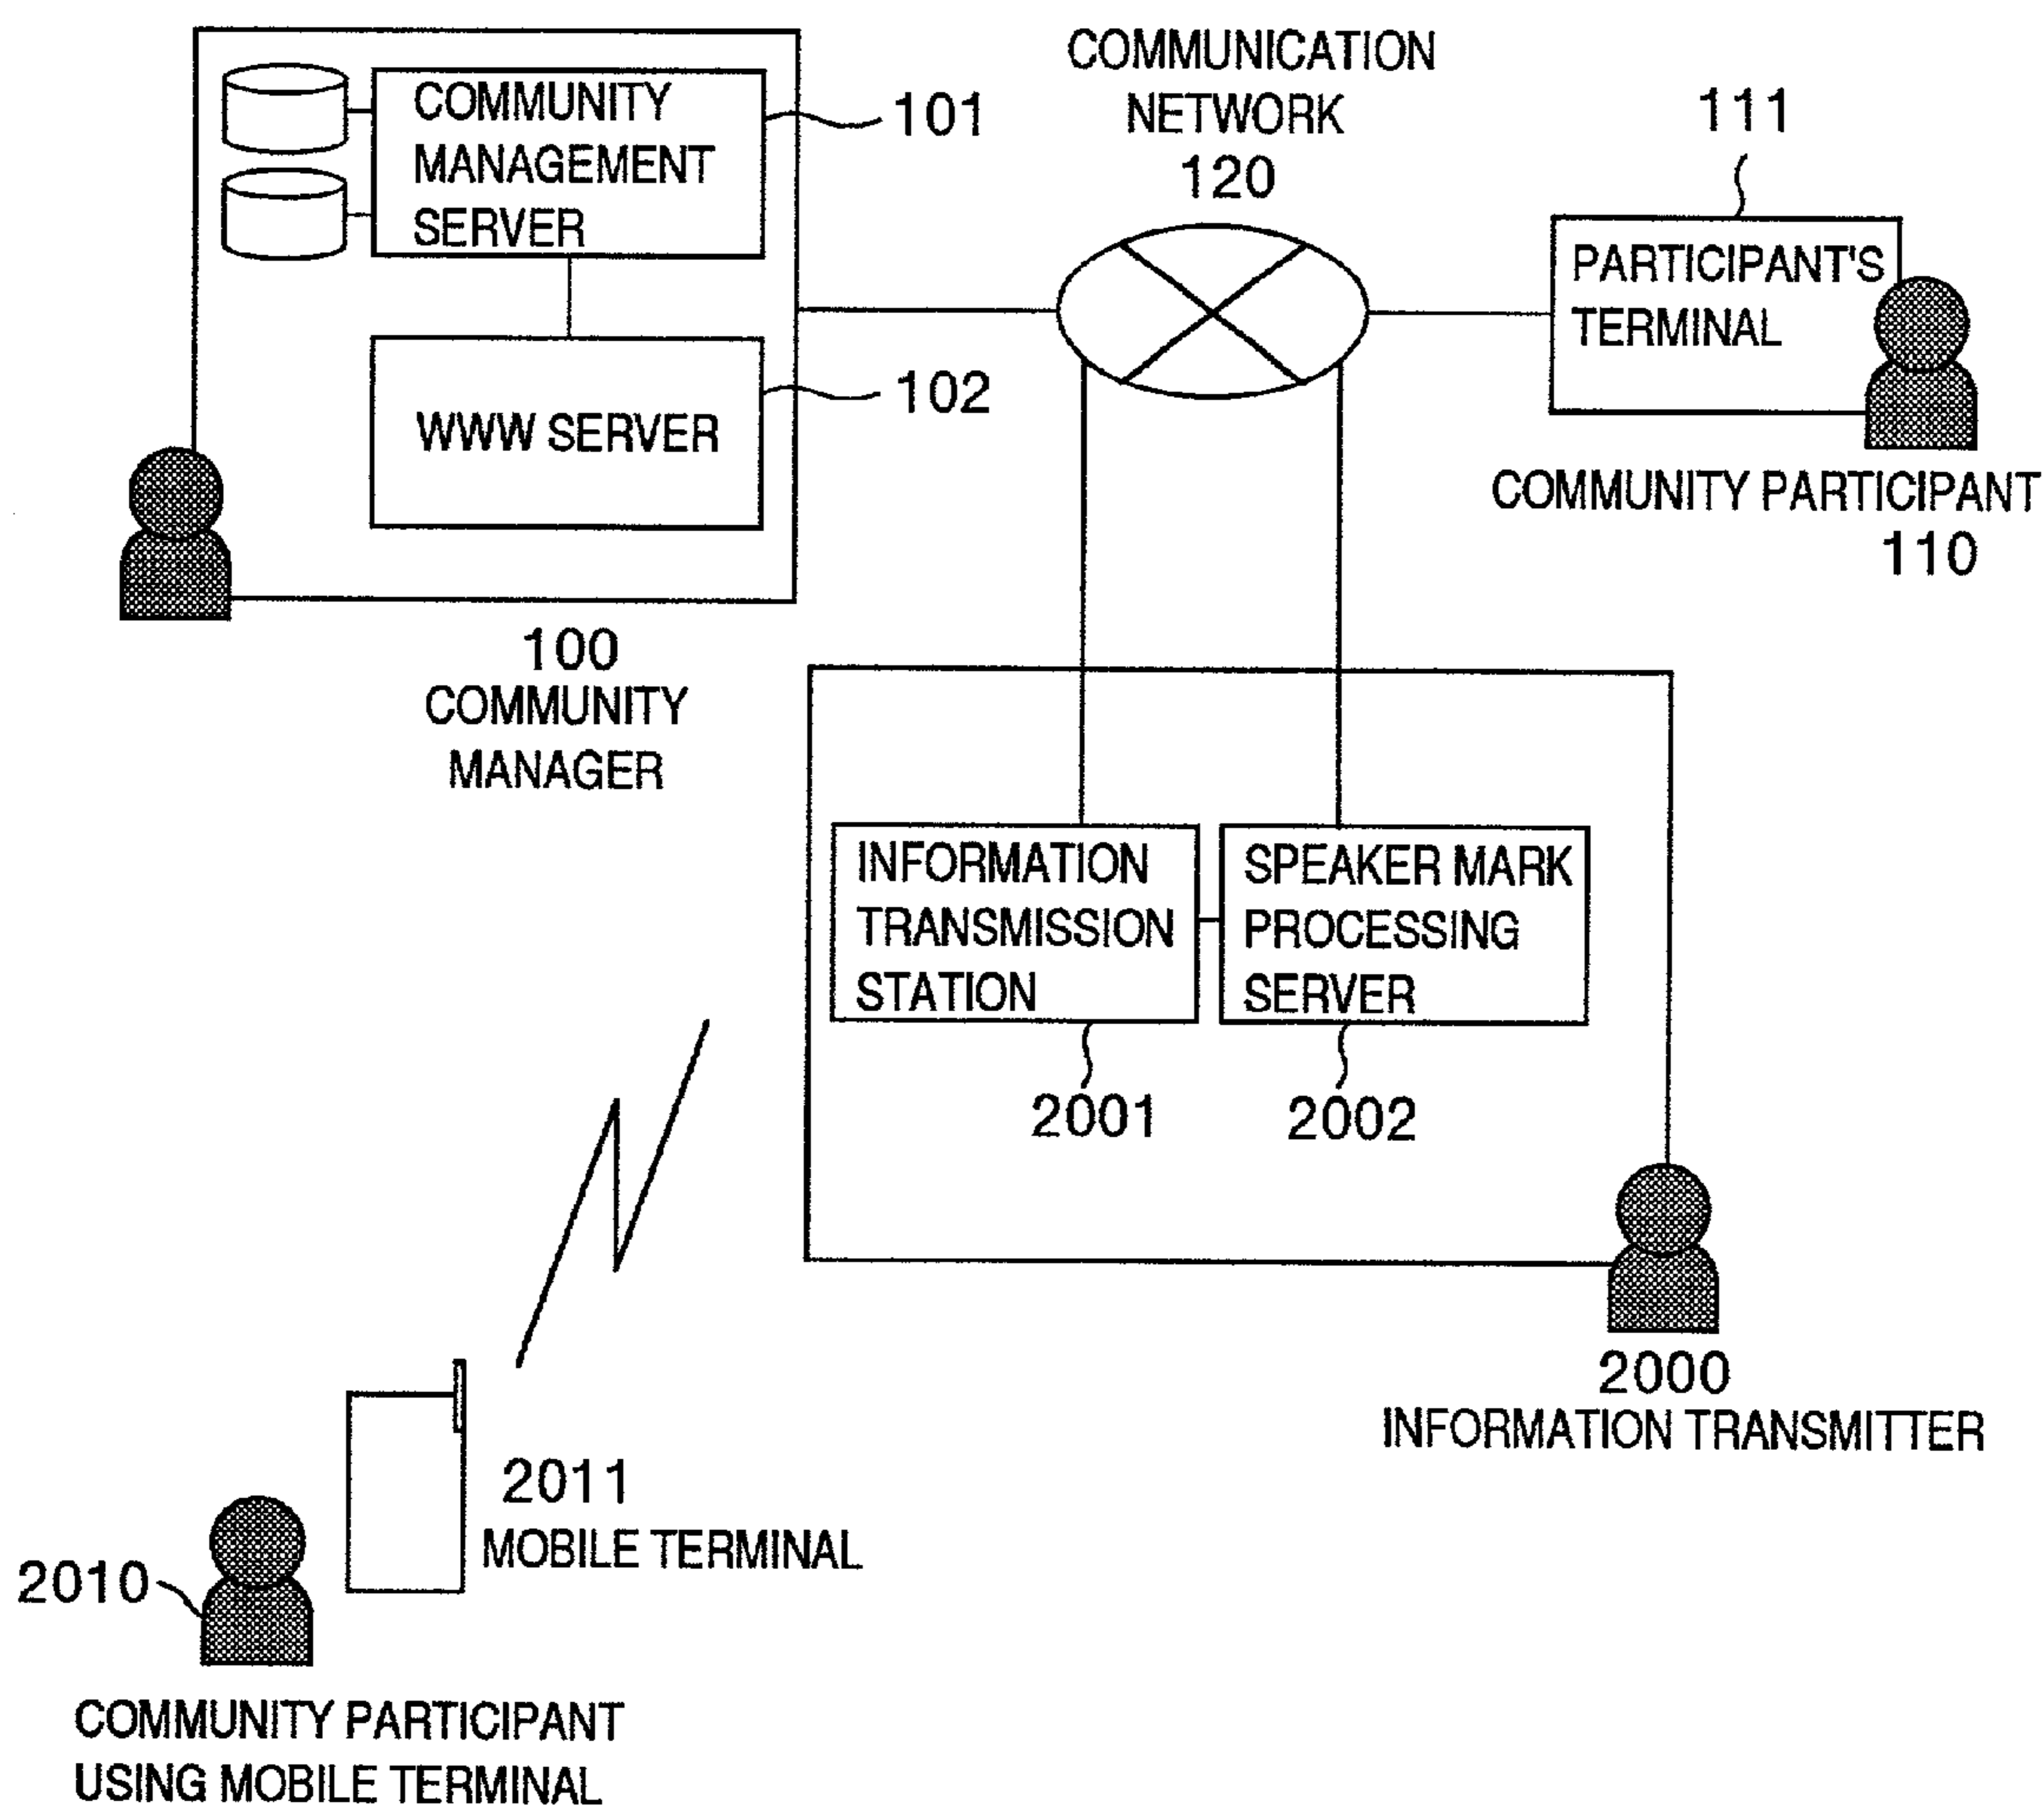 COMMUNITY
MANAGEMENT
SERVER
101
WWW SERVER
102
100
COMMUNITY
MANAGER
COMMUNICATION
NETWORK
120
111
PARTICIPANT'S
TERMINAL
COMMUNITY PARTICIPANT
110
INFORMATION
TRANSMISSION
STATION
2001
SPEAKER MARK
PROCESSING
SERVER
2002
2000
INFORMATION TRANSMITTER
2011
MOBILE TERMINAL
2010
COMMUNITY PARTICIPANT
USING MOBILE TERMINAL